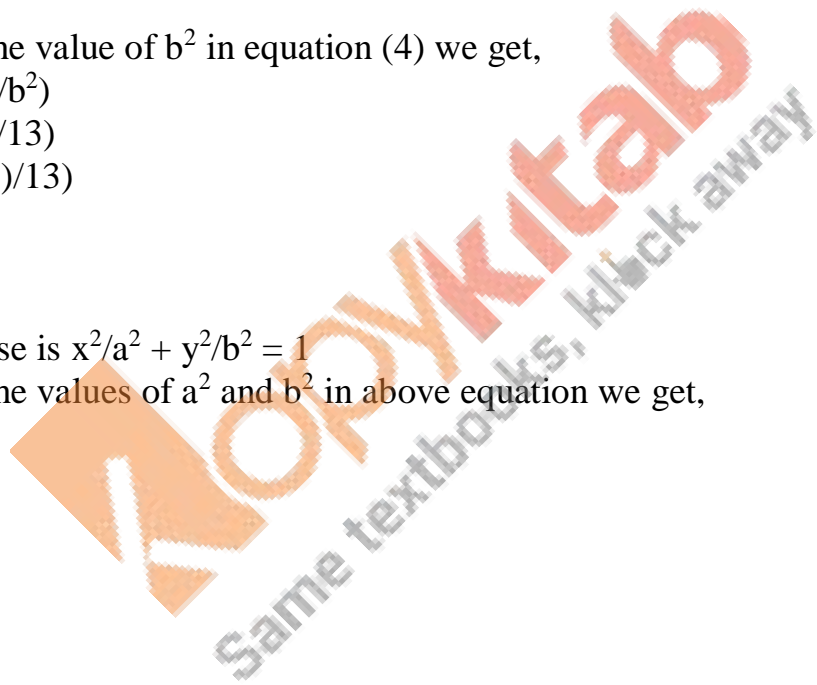 he value of b² in equation (4) we get,
/b²)
/13)
)/13)
se is x²/a² + y²/b² = 1
he values of a² and b² in above equation we get,
Kopykitab
Same textbooks, klick away